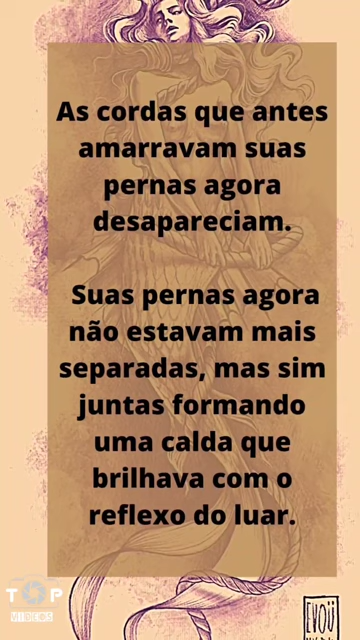 As cordas que antes
amarravam suas
pernas agora
desapareciam.
Suas pernas agora
não estavam mais
separadas, mas sim
juntas formando
uma calda que
brilhava com o
reflexo do luar.
TOP
VIDEOS